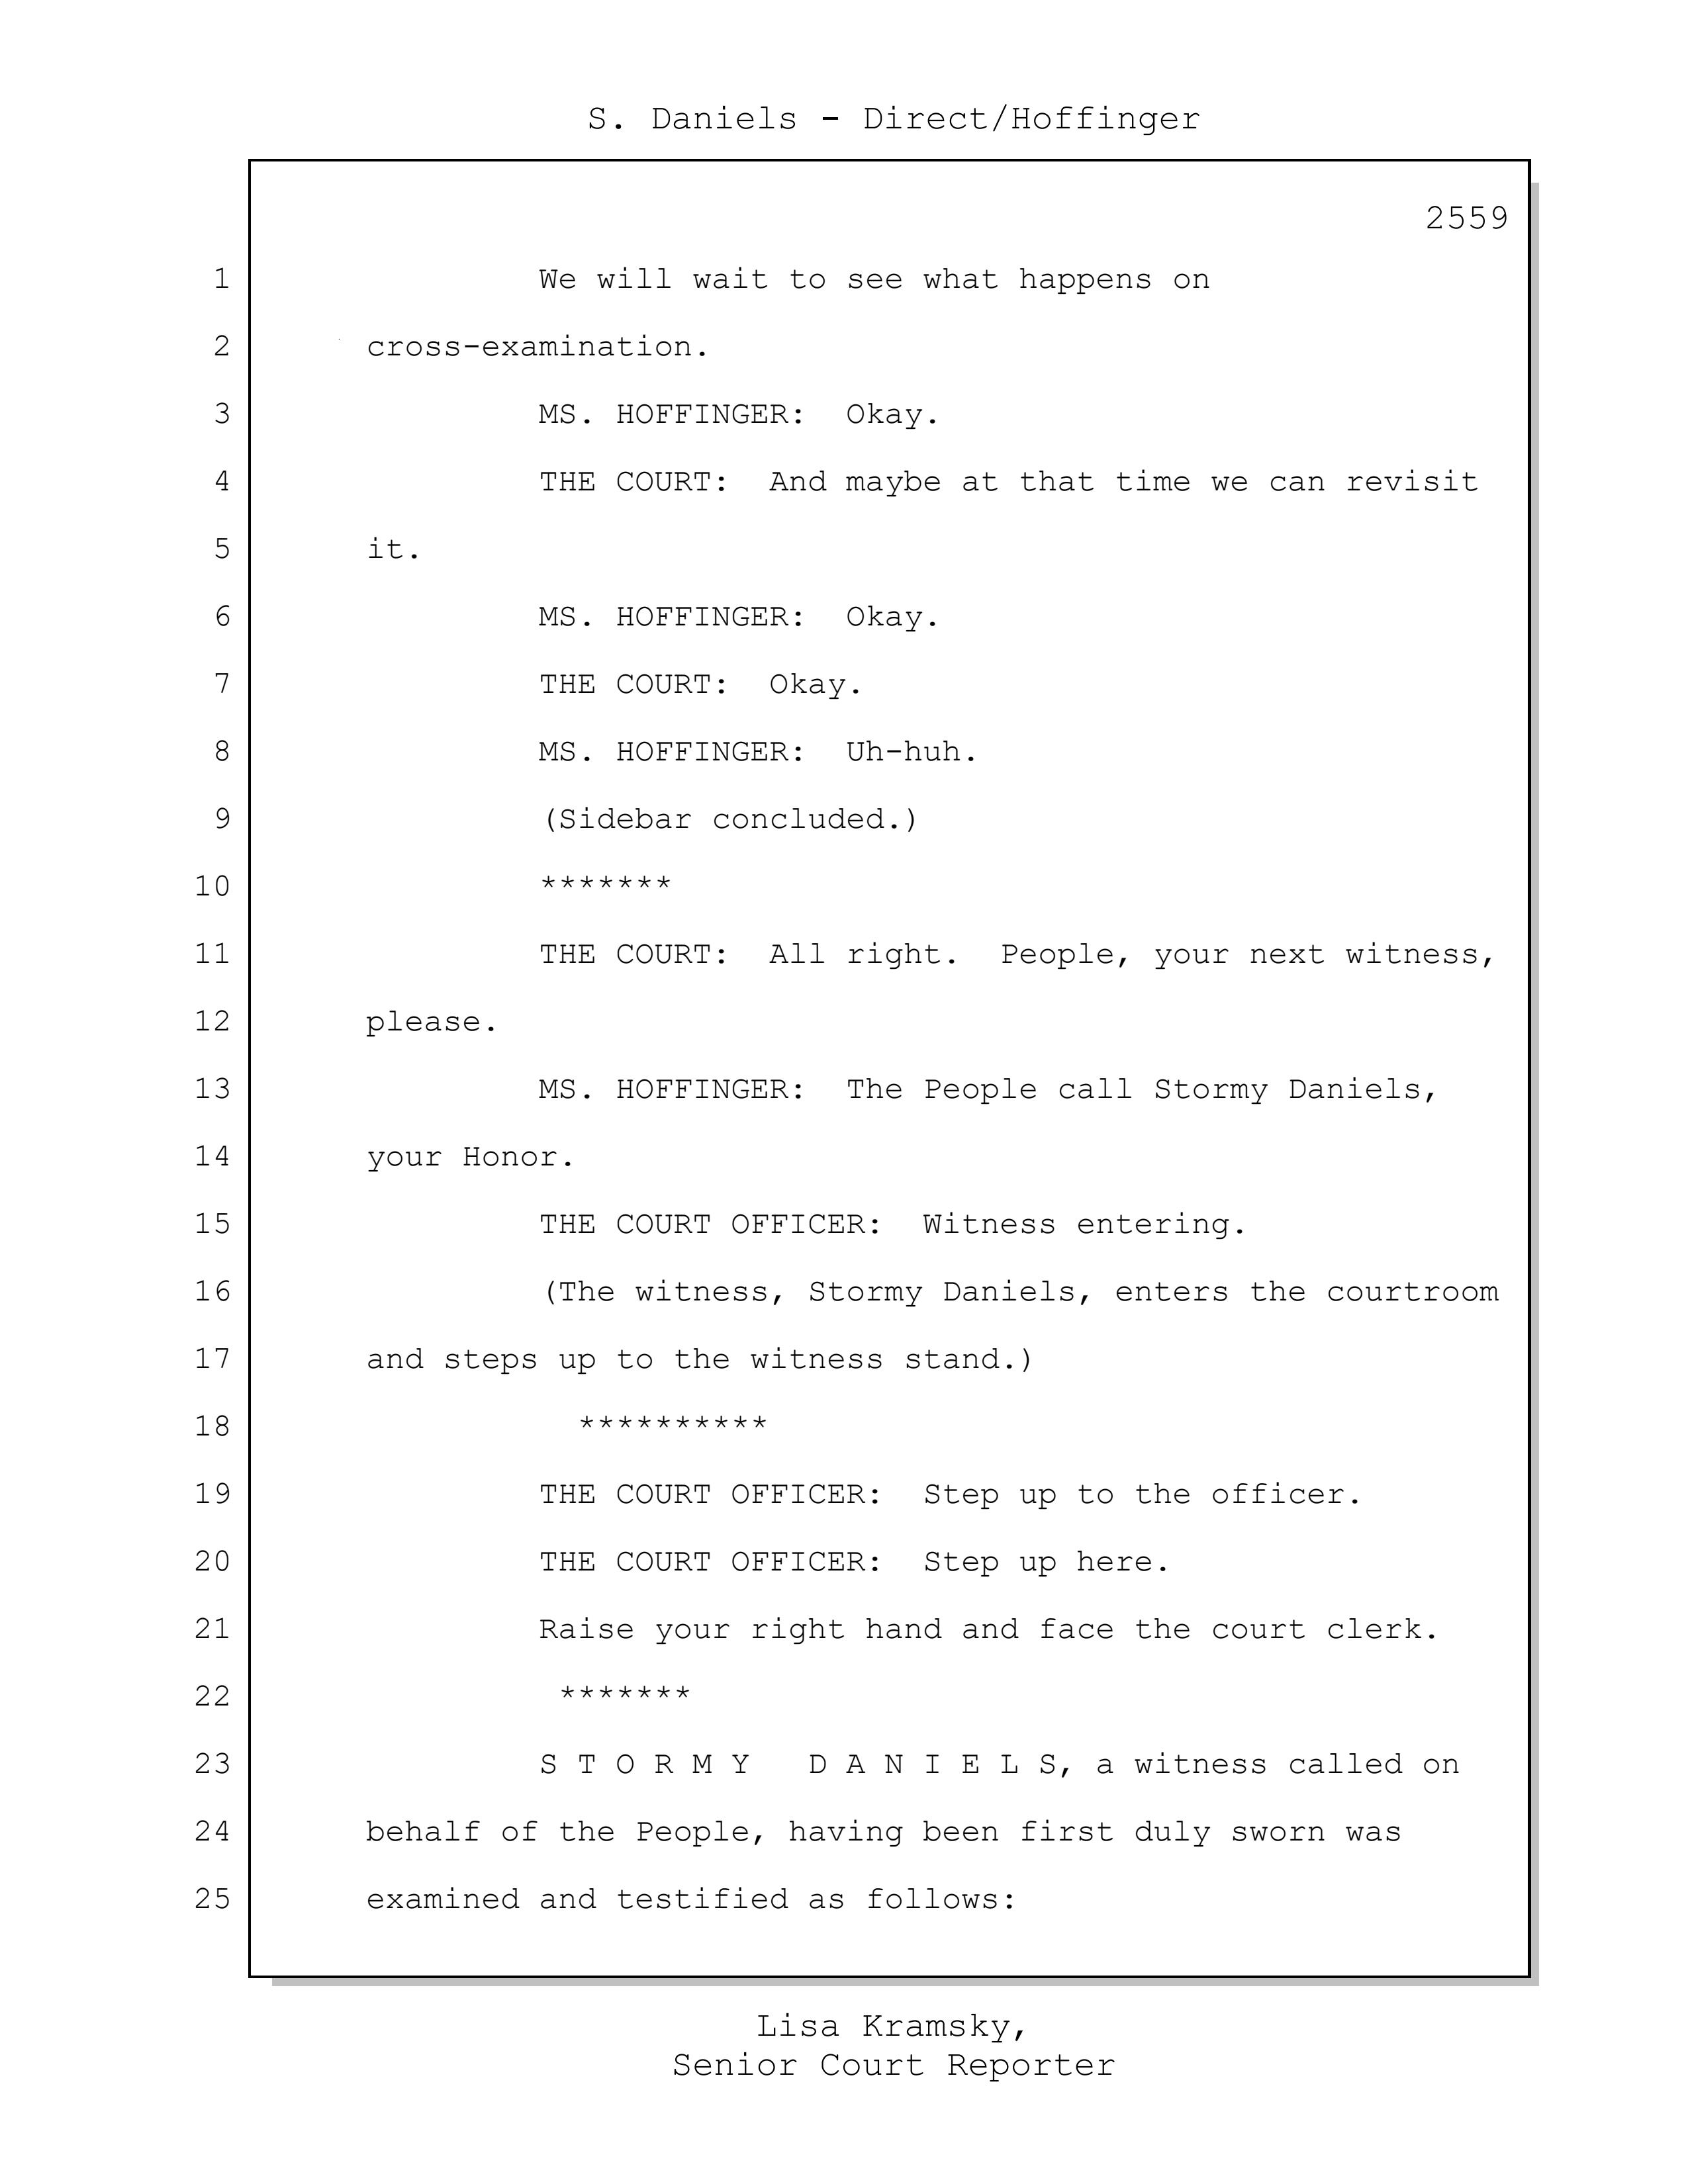 S. Daniels - Direct/Hoffinger
2559
1 We will wait to see what happens on
2 cross-examination.
3 MS. HOFFINGER: Okay.
4 THE COURT: And maybe at that time we can revisit
5 it.
6 MS. HOFFINGER: Okay.
7 THE COURT: Okay.
8 MS. HOFFINGER: Uh-huh.
9 (Sidebar concluded.)
10 *******
11 THE COURT: All right. People, your next witness,
12 please.
13 MS. HOFFINGER: The People call Stormy Daniels,
14 your Honor.
15 THE COURT OFFICER: Witness entering.
16 (The witness, Stormy Daniels, enters the courtroom
17 and steps up to the witness stand.)
18 **********
19 THE COURT OFFICER: Step up to the officer.
20 THE COURT OFFICER: Step up here.
21 Raise your right hand and face the court clerk.
22 *******
23 S T O R M Y   D A N I E L S, a witness called on
24 behalf of the People, having been first duly sworn was
25 examined and testified as follows:
Lisa Kramsky,
Senior Court Reporter